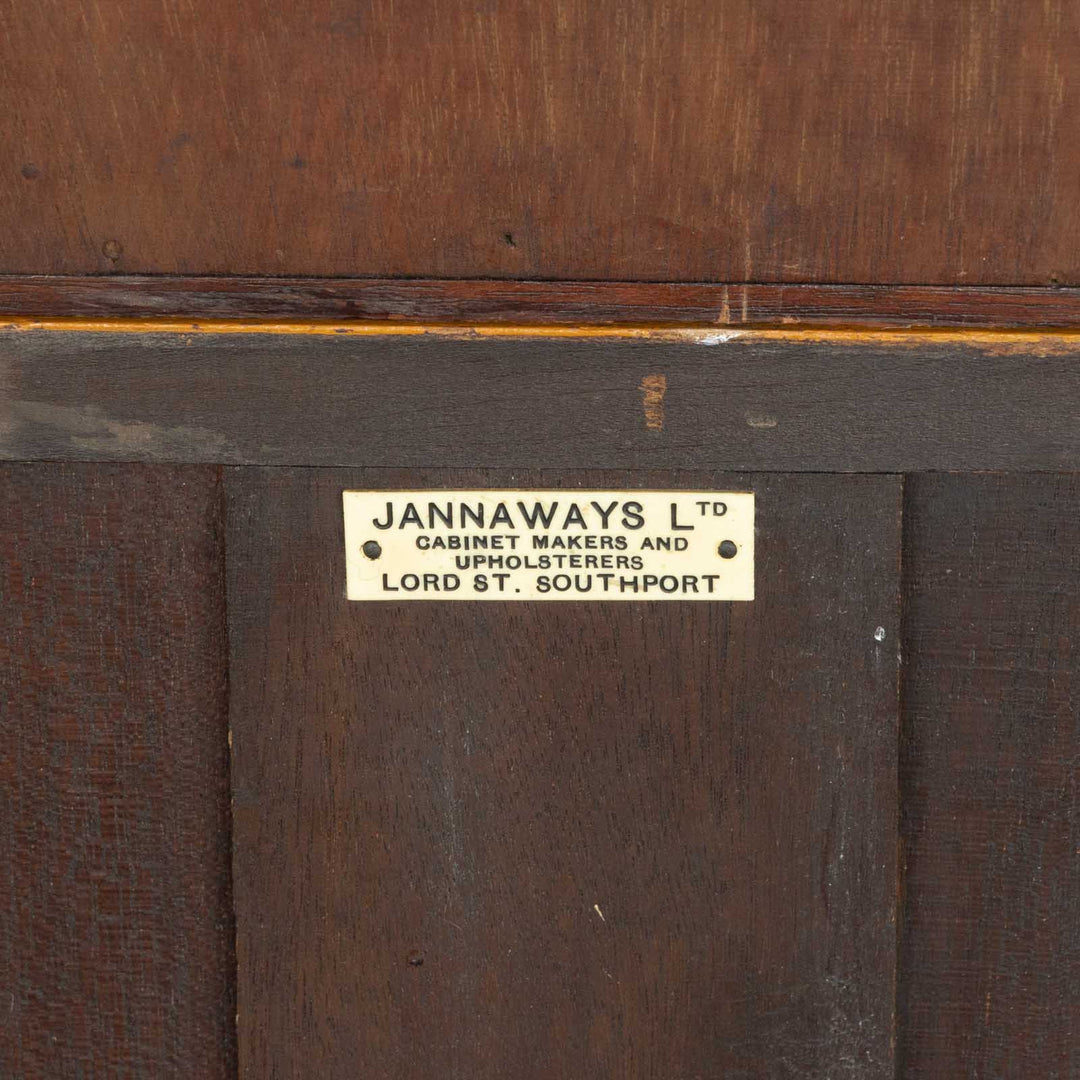 JANNAWAYS LTD
CABINET MAKERS AND
UPHOLSTERERS
LORD ST. SOUTHPORT